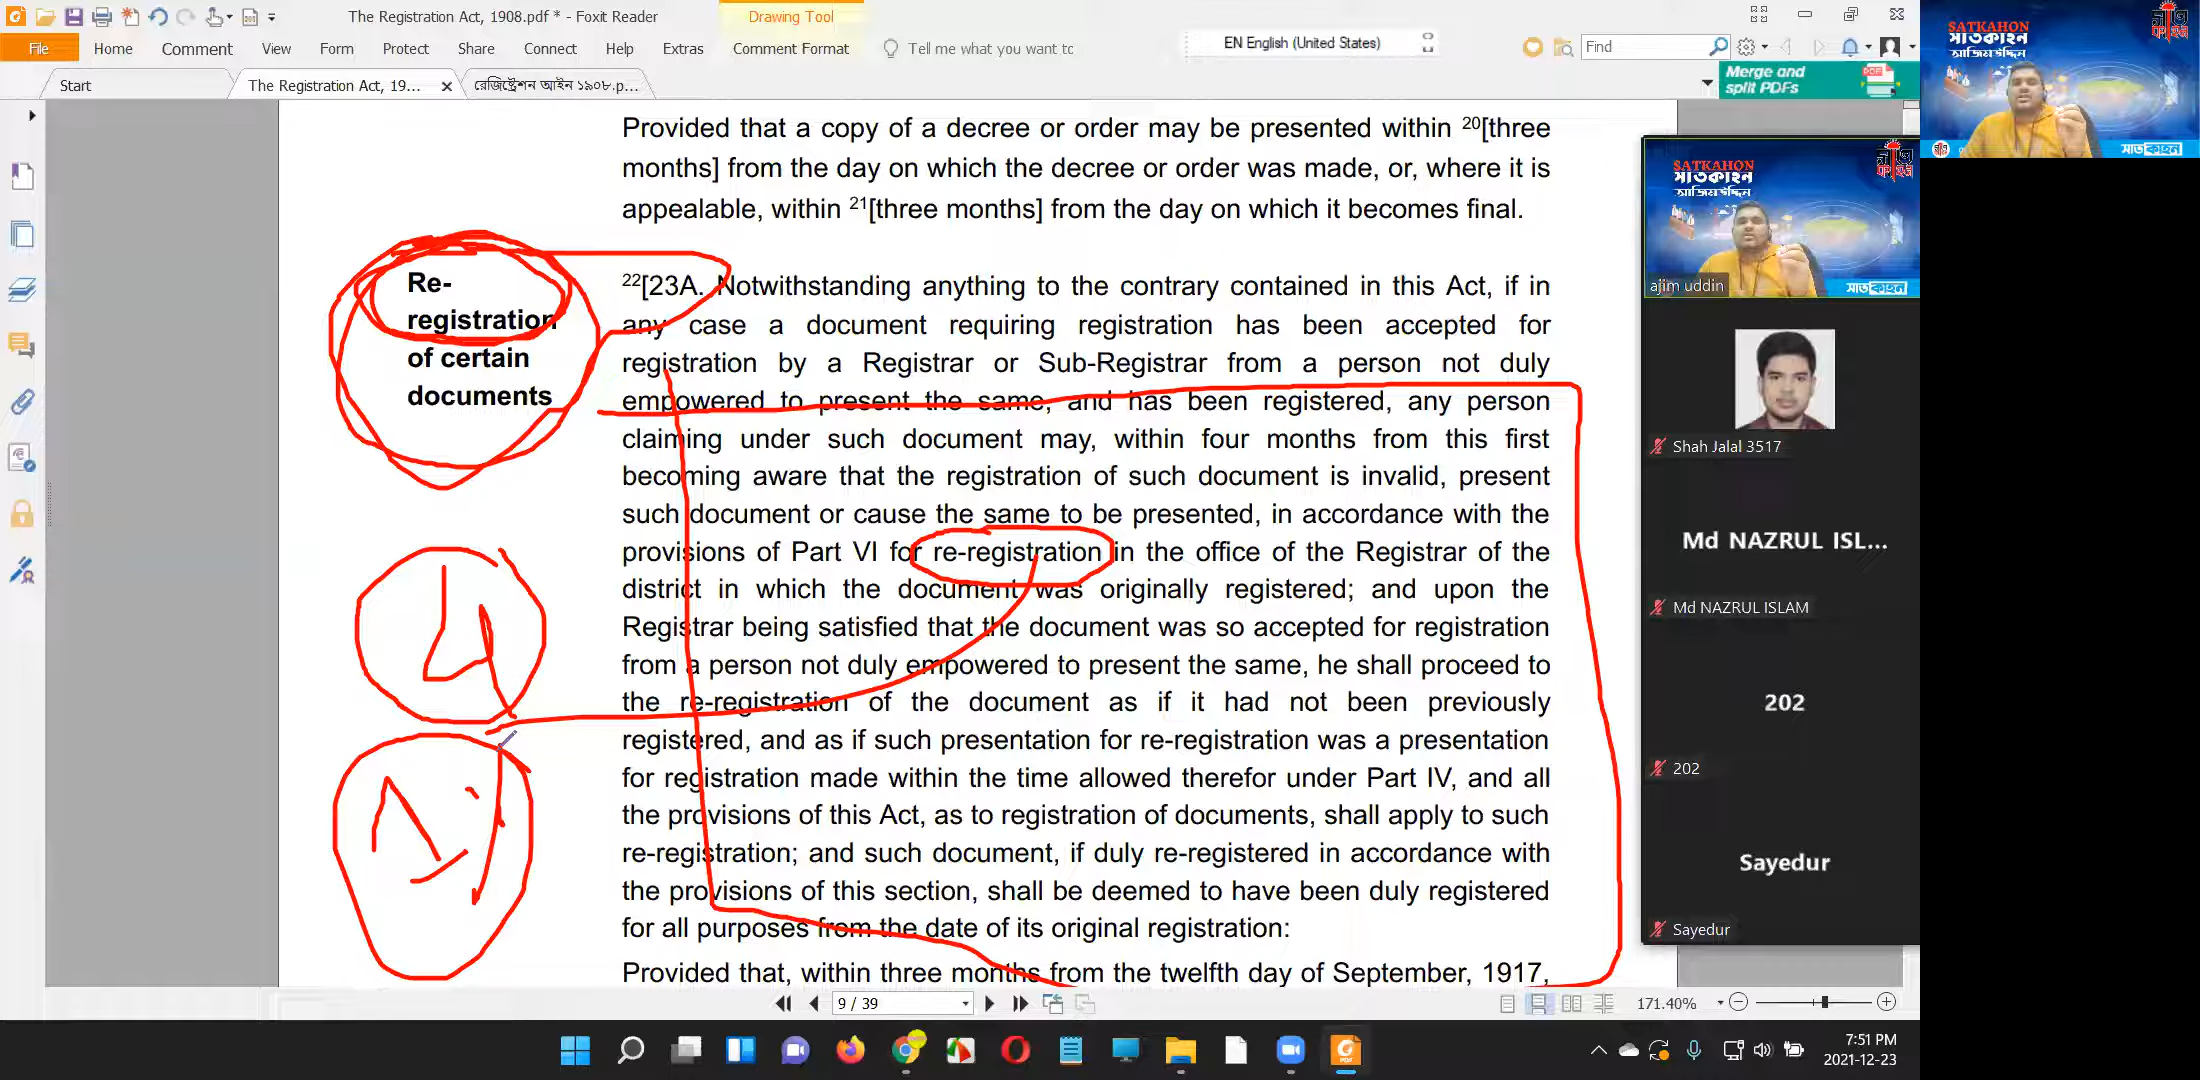 The Registration Act, 1908.pdf * - Foxit Reader
Drawing Tool
File
Home
Comment
View
Form
Protect
Share
Connect
Help
Extras
Comment Format
Tell me what you want to
EN English (United States)
Find
Start
The Registration Act, 19...
রেজিস্ট্রেশন আইন ১৯০৮.p...
Merge and
split PDFs
PDF
SATKAHON
সাতকাহন
আজিমউদ্দিন
সাতকাহন
Provided that a copy of a decree or order may be presented within 20[three
months] from the day on which the decree or order was made, or, where it is
appealable, within 21[three months] from the day on which it becomes final.
Re-
registration
of certain
documents
22[23A. Notwithstanding anything to the contrary contained in this Act, if in
any case a document requiring registration has been accepted for
registration by a Registrar or Sub-Registrar from a person not duly
empowered to present the same, and has been registered, any person
claiming under such document may, within four months from this first
becoming aware that the registration of such document is invalid, present
such document or cause the same to be presented, in accordance with the
provisions of Part VI for re-registration in the office of the Registrar of the
district in which the document was originally registered; and upon the
Registrar being satisfied that the document was so accepted for registration
from a person not duly empowered to present the same, he shall proceed to
the re-registration of the document as if it had not been previously
registered, and as if such presentation for re-registration was a presentation
for registration made within the time allowed therefor under Part IV, and all
the provisions of this Act, as to registration of documents, shall apply to such
re-registration; and such document, if duly re-registered in accordance with
the provisions of this section, shall be deemed to have been duly registered
for all purposes from the date of its original registration:
Provided that, within three months from the twelfth day of September, 1917,
SATKAHON
সাতকাহন
আজিমউদ্দিন
সাতকাহন
ajim uddin
Shah Jalal 3517
Md NAZRUL ISL...
Md NAZRUL ISLAM
202
202
Sayedur
Sayedur
9 / 39
171.40%
7:51 PM
2021-12-23